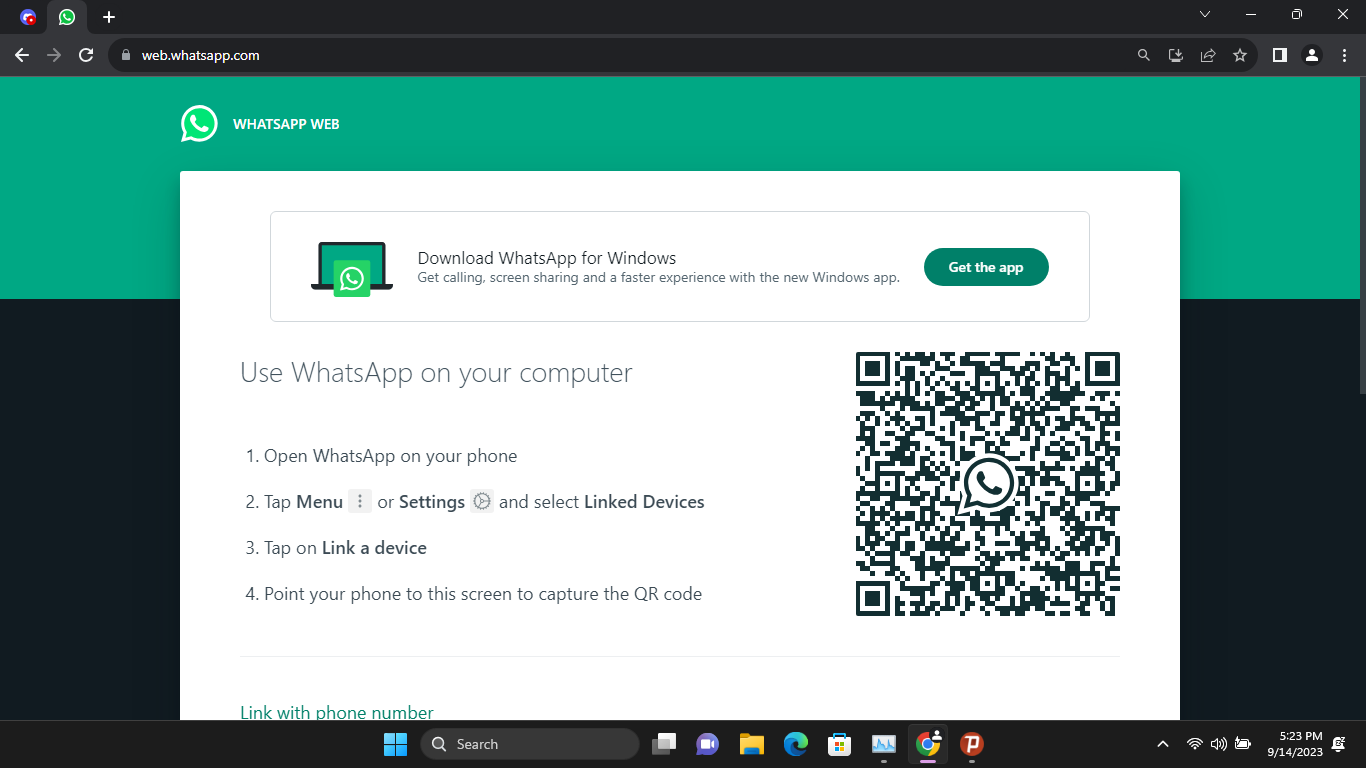 web.whatsapp.com
WHATSAPP WEB
Download WhatsApp for Windows
Get calling, screen sharing and a faster experience with the new Windows app.
Get the app
Use WhatsApp on your computer
1. Open WhatsApp on your phone
2. Tap Menu or Settings and select Linked Devices
3. Tap on Link a device
4. Point your phone to this screen to capture the QR code
Link with phone number
Search
5:23 PM
9/14/2023